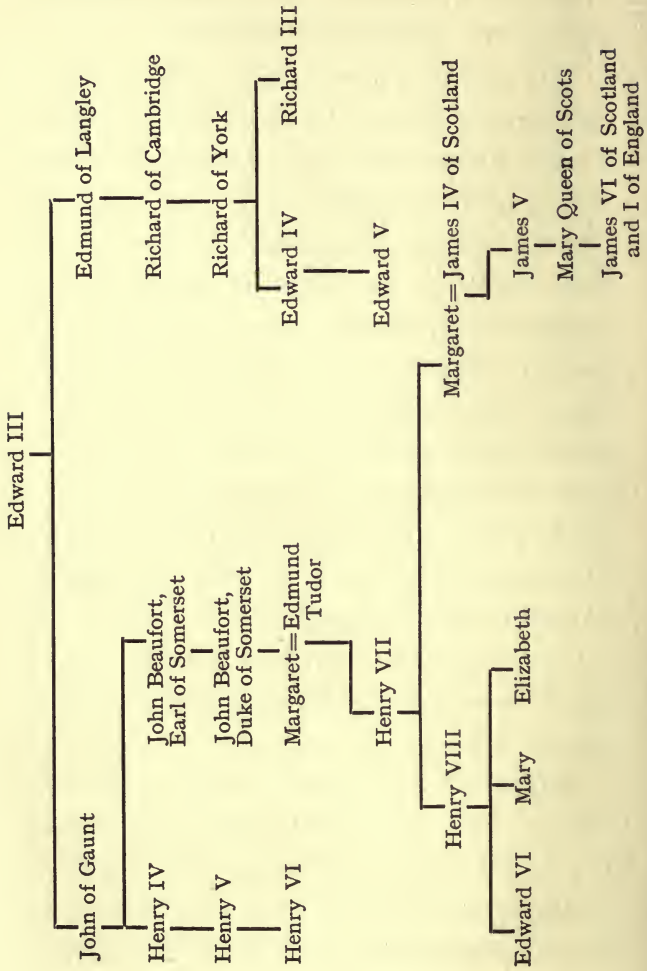 Edward III
John of Gaunt
Edmund of Langley
Henry IV
John Beaufort,
Earl of Somerset
Richard of Cambridge
Henry V
John Beaufort,
Duke of Somerset
Richard of York
Henry VI
Margaret=Edmund
Tudor
Edward IV
Richard III
Henry VII
Edward V
Henry VIII
Margaret=James IV of Scotland
Edward VI
Mary
Elizabeth
James V
Mary Queen of Scots
James VI of Scotland
and I of England